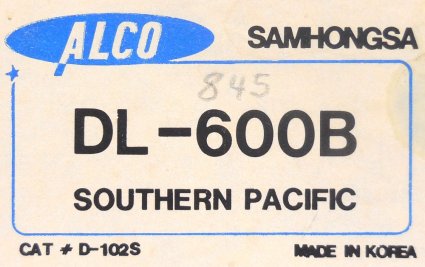 ALCO SAMHONGSA
845
DL-600B
SOUTHERN PACIFIC
CAT # D-102S MADE IN KOREA